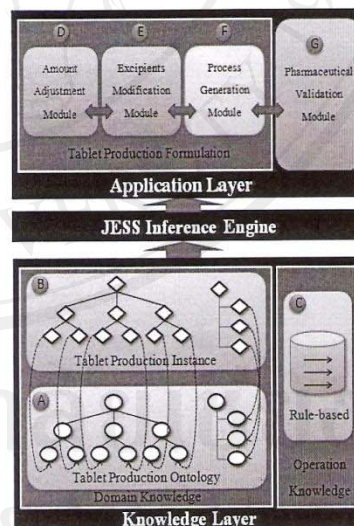 D
E
F
G
Amount
Adjustment
Module
Excipients
Modification
Module
Process
Generation
Module
Pharmaceutical
Validation
Module
Tablet Production Formulation
Application Layer
JESS Inference Engine
B
Tablet Production Instance
C
Rule-based
A
Tablet Production Ontology
Domain Knowledge
Operation
Knowledge
Knowledge Layer